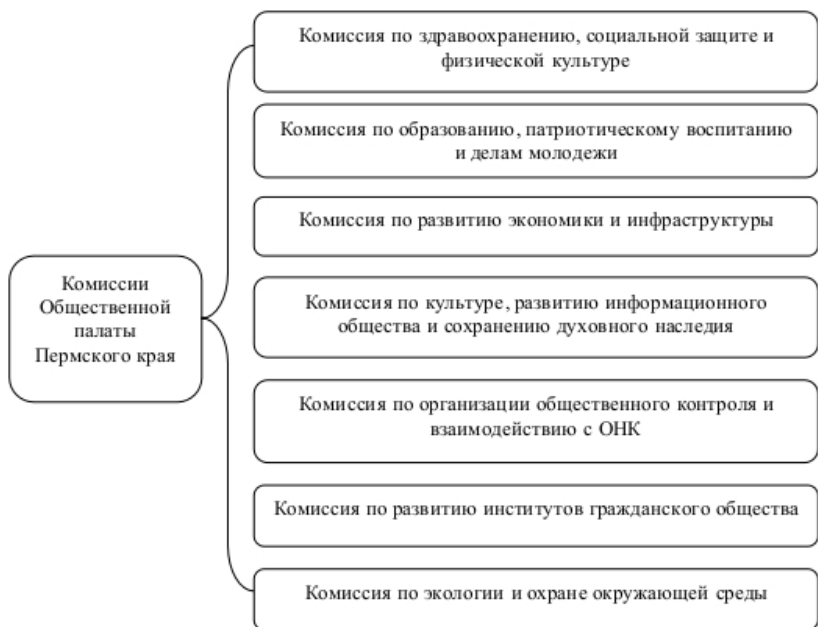 Комиссия по здравоохранению, социальной защите и
физической культуре
Комиссия по образованию, патриотическому воспитанию
и делам молодежи
Комиссия по развитию экономики и инфраструктуры
Комиссии
Общественной
палаты
Пермского края
Комиссия по культуре, развитию информационного
общества и сохранению духовного наследия
Комиссия по организации общественного контроля и
взаимодействию с ОНК
Комиссия по развитию институтов гражданского общества
Комиссия по экологии и охране окружающей среды